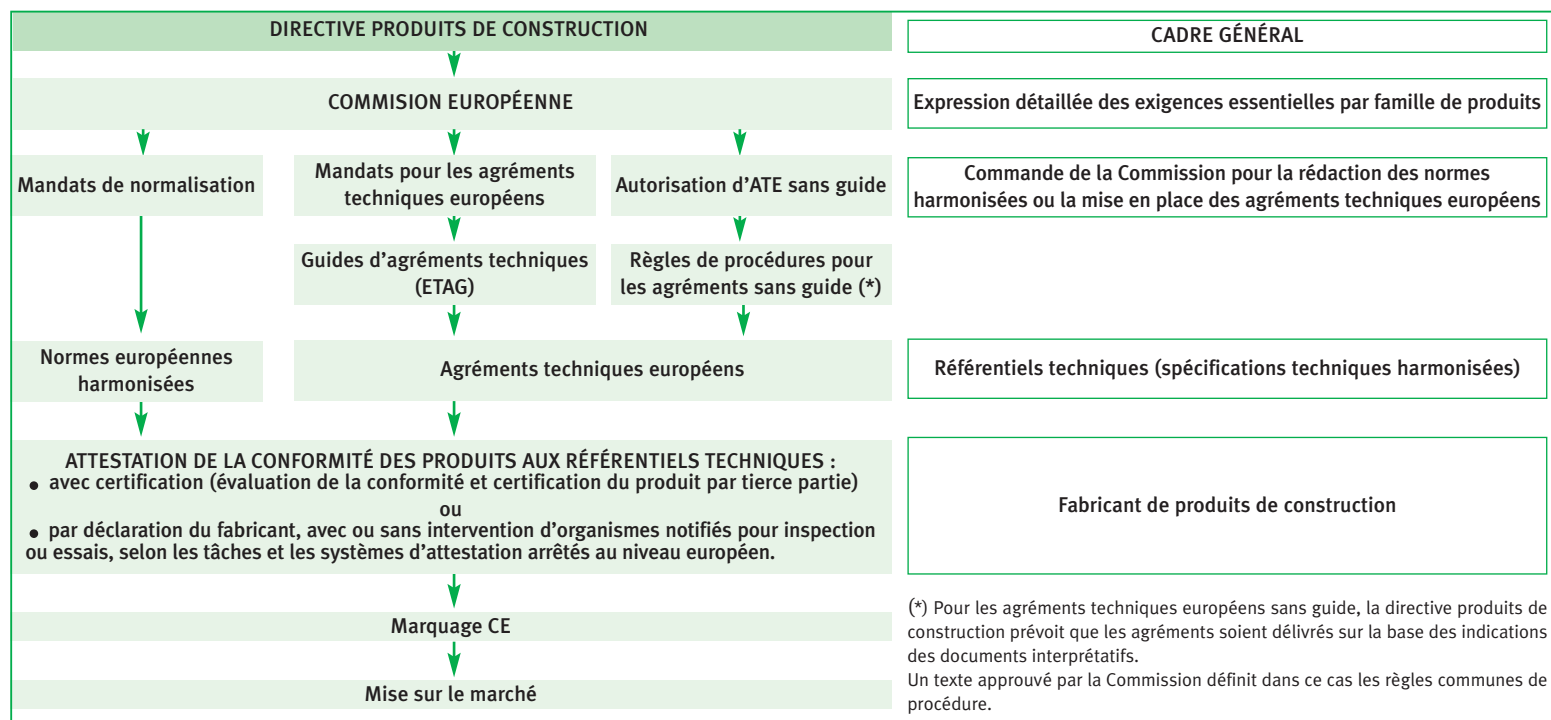 DIRECTIVE PRODUITS DE CONSTRUCTION
CADRE GÉNÉRAL
COMMISION EUROPÉENNE
Expression détaillée des exigences essentielles par famille de produits
Mandats de normalisation
Mandats pour les agréments
techniques européens
Autorisation d’ATE sans guide
Commande de la Commission pour la rédaction des normes
harmonisées ou la mise en place des agréments techniques européens
Guides d’agréments techniques
(ETAG)
Règles de procédures pour
les agréments sans guide (*)
Normes européennes
harmonisées
Agréments techniques européens
Référentiels techniques (spécifications techniques harmonisées)
ATTESTATION DE LA CONFORMITÉ DES PRODUITS AUX RÉFÉRENTIELS TECHNIQUES :
● avec certification (évaluation de la conformité et certification du produit par tierce partie)
ou
● par déclaration du fabricant, avec ou sans intervention d’organismes notifiés pour inspection
ou essais, selon les tâches et les systèmes d’attestation arrêtés au niveau européen.
Fabricant de produits de construction
Marquage CE
Mise sur le marché
(*) Pour les agréments techniques européens sans guide, la directive produits de
construction prévoit que les agréments soient délivrés sur la base des indications
des documents interprétatifs.
Un texte approuvé par la Commission définit dans ce cas les règles communes de
procédure.